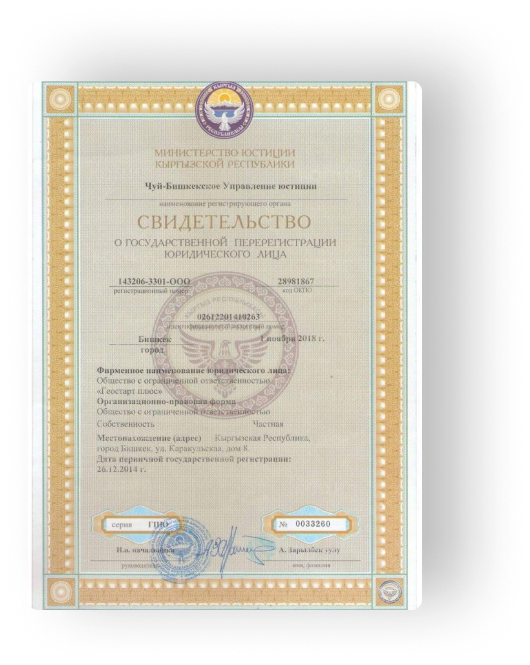 МИНИСТЕРСТВО ЮСТИЦИИ
КЫРГЫЗСКОЙ РЕСПУБЛИКИ
Чуй-Бишкекское Управление юстиции
наименование регистрирующего органа
СВИДЕТЕЛЬСТВО
О ГОСУДАРСТВЕННОЙ ПЕРЕРЕГИСТРАЦИИ
ЮРИДИЧЕСКОГО ЛИЦА
143206-3301-ООО 28981867
регистрационный номер код ОКПО
02612201410263
идентификационный налоговый номер
Бишкек 1 ноября 2018 г.
город
Фирменное наименование юридического лица:
Общество с ограниченной ответственностью
«Геостарт плюс»
Организационно-правовая форма
Общество с ограниченной ответственностью
Собственность Частная
Местонахождение (адрес) Кыргызская Республика,
город Бишкек, ул. Каракульская, дом 8.
Дата первичной государственной регистрации:
26.12.2014 г.
серия ГПЮ № 0033260
И.о. начальника А. Зарылбек уулу
руководитель имя, фамилия